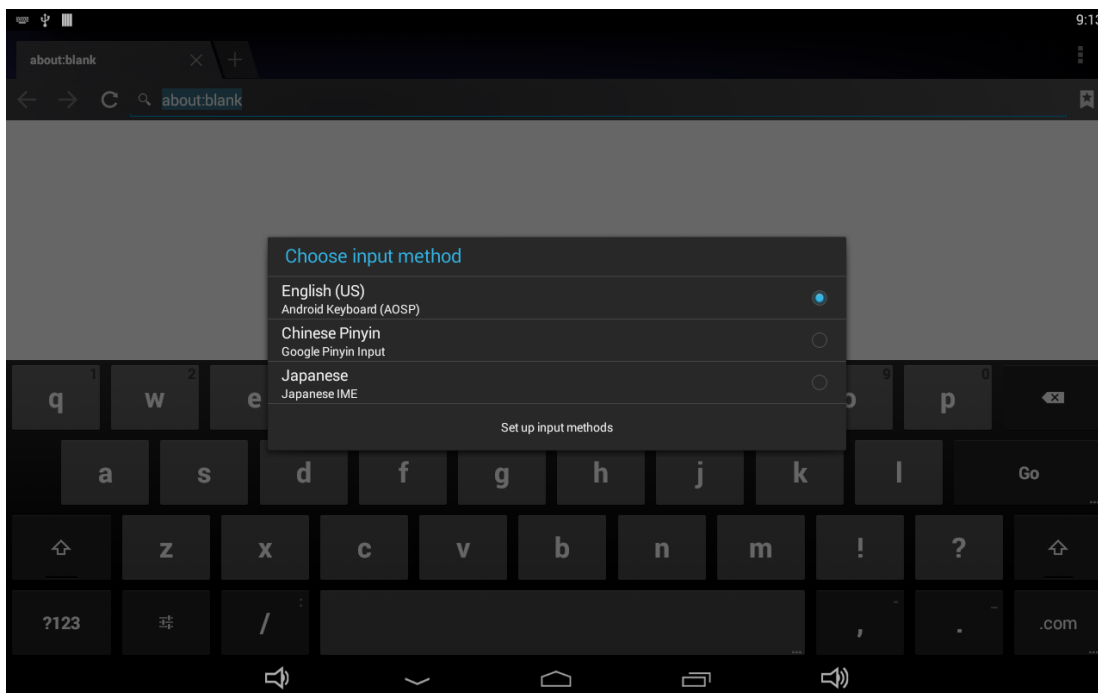 9:13
about:blank
about:blank
Choose input method
English (US)
Android Keyboard (AOSP)
Chinese Pinyin
Google Pinyin Input
Japanese
Japanese IME
Set up input methods
q 1 w 2 e 9 p 0
a s d f g h j k l Go
z x c v b n m ! ?
?123 / : , - . _ .com